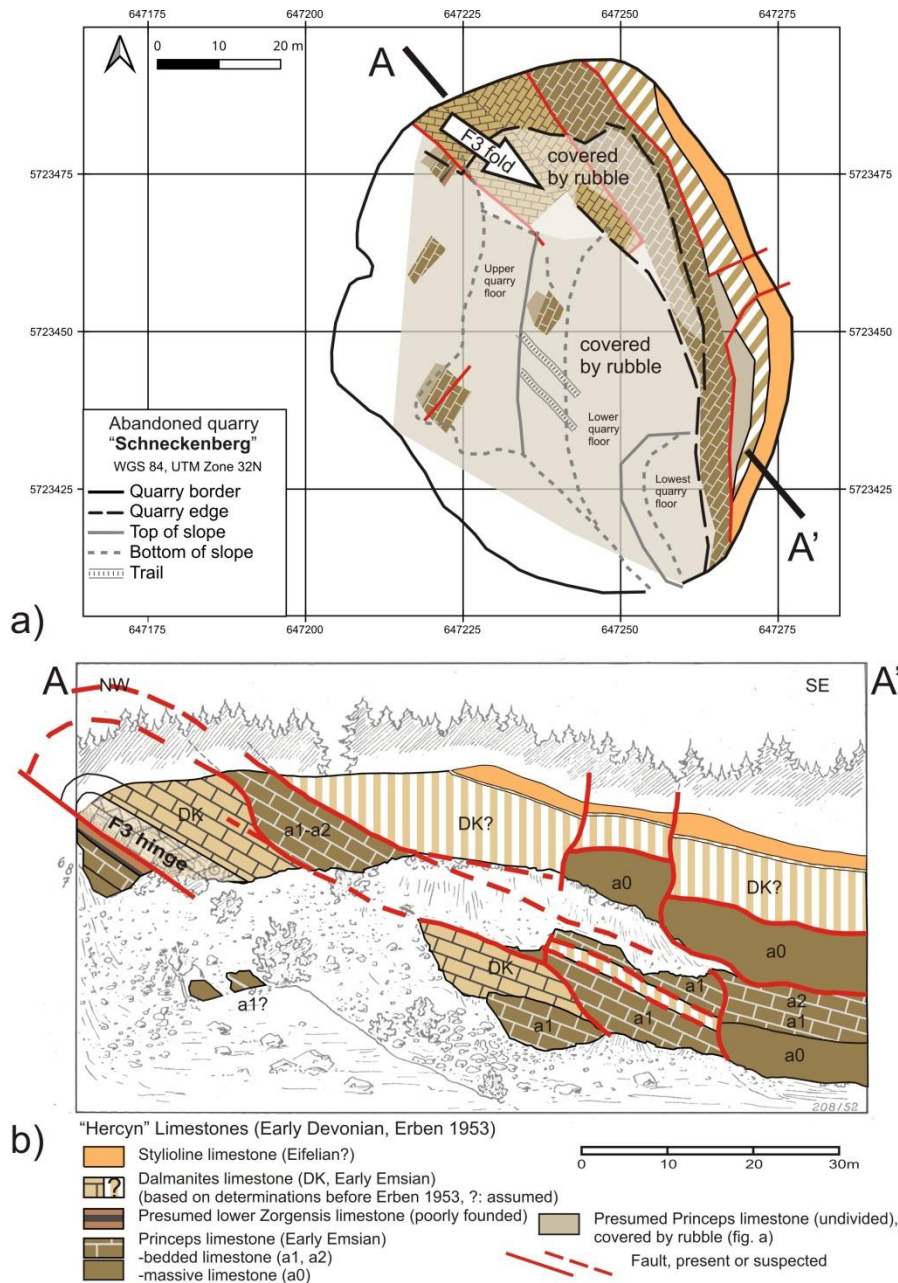 647175
647200
647225
647250
647275
0 10 20 m
A
F3 fold
covered
by rubble
5723475
5723475
Upper
quarry
floor
5723450
5723450
covered
by rubble
Lower
quarry
floor
Abandoned quarry
"Schneckenberg"
WGS 84, UTM Zone 32N
Quarry border
Quarry edge
Top of slope
Bottom of slope
Trail
Lowest
quarry
floor
5723425
5723425
A'
a)
647175
647200
647225
647250
647275
A NW SE A'
DK
a1-a2
DK?
F3 hinge
6
8
7
a0
DK?
a0
DK
a1
a2
a1
a1?
a1
a1
a0
208/52
b)
"Hercyn" Limestones (Early Devonian, Erben 1953)
Stylioline limestone (Eifelian?)
? Dalmanites limestone (DK, Early Emsian)
(based on determinations before Erben 1953, ?: assumed)
Presumed lower Zorgensis limestone (poorly founded)
Princeps limestone (Early Emsian)
-bedded limestone (a1, a2)
-massive limestone (a0)
0 10 20 30m
Presumed Princeps limestone (undivided),
covered by rubble (fig. a)
Fault, present or suspected